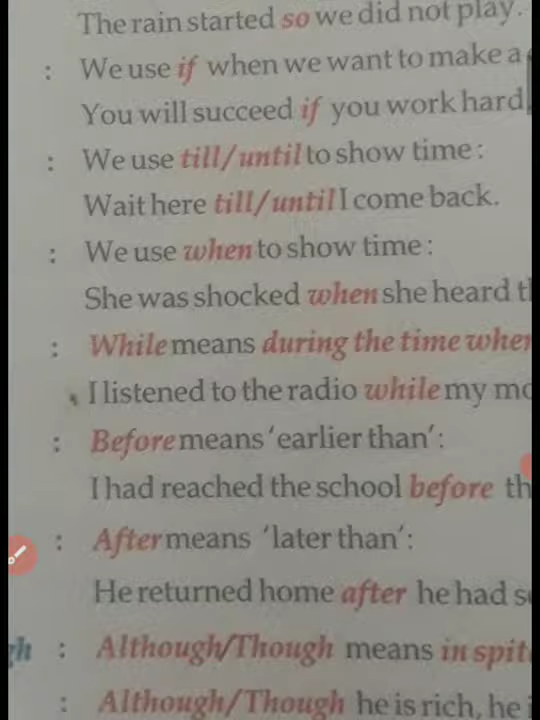 The rain started so we did not play.
: We use if when we want to make a
You will succeed if you work hard
: We use till/until to show time :
Wait here till/until I come back.
: We use when to show time :
She was shocked when she heard
: While means during the time when
I listened to the radio while my
: Before means 'earlier than' :
I had reached the school before
: After means 'later than' :
He returned home after he had
: Although/Though means in
: Although/Though he is rich, he